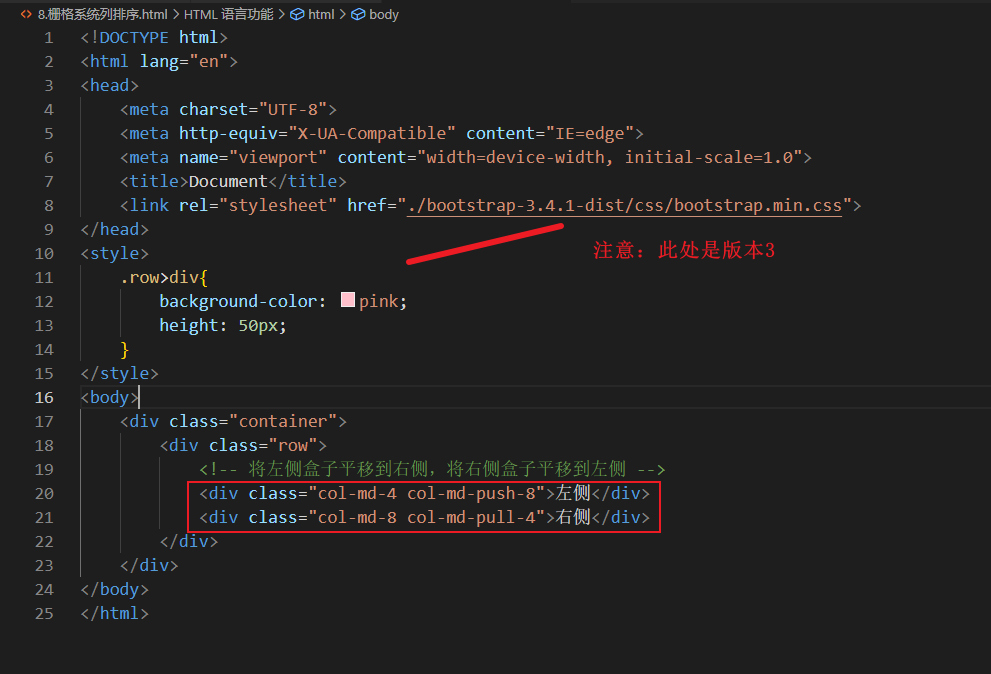 8.栅格系统列排序.html > HTML 语言功能 > html > body
1 <!DOCTYPE html>
2 <html lang="en">
3 <head>
4 <meta charset="UTF-8">
5 <meta http-equiv="X-UA-Compatible" content="IE=edge">
6 <meta name="viewport" content="width=device-width, initial-scale=1.0">
7 <title>Document</title>
8 <link rel="stylesheet" href="./bootstrap-3.4.1-dist/css/bootstrap.min.css">
9 </head>
10 <style>
注意：此处是版本3
11 .row>div{
12 background-color: pink;
13 height: 50px;
14 }
15 </style>
16 <body>
17 <div class="container">
18 <div class="row">
19 <!-- 将左侧盒子平移到右侧，将右侧盒子平移到左侧 -->
20 <div class="col-md-4 col-md-push-8">左侧</div>
21 <div class="col-md-8 col-md-pull-4">右侧</div>
22 </div>
23 </div>
24 </body>
25 </html>